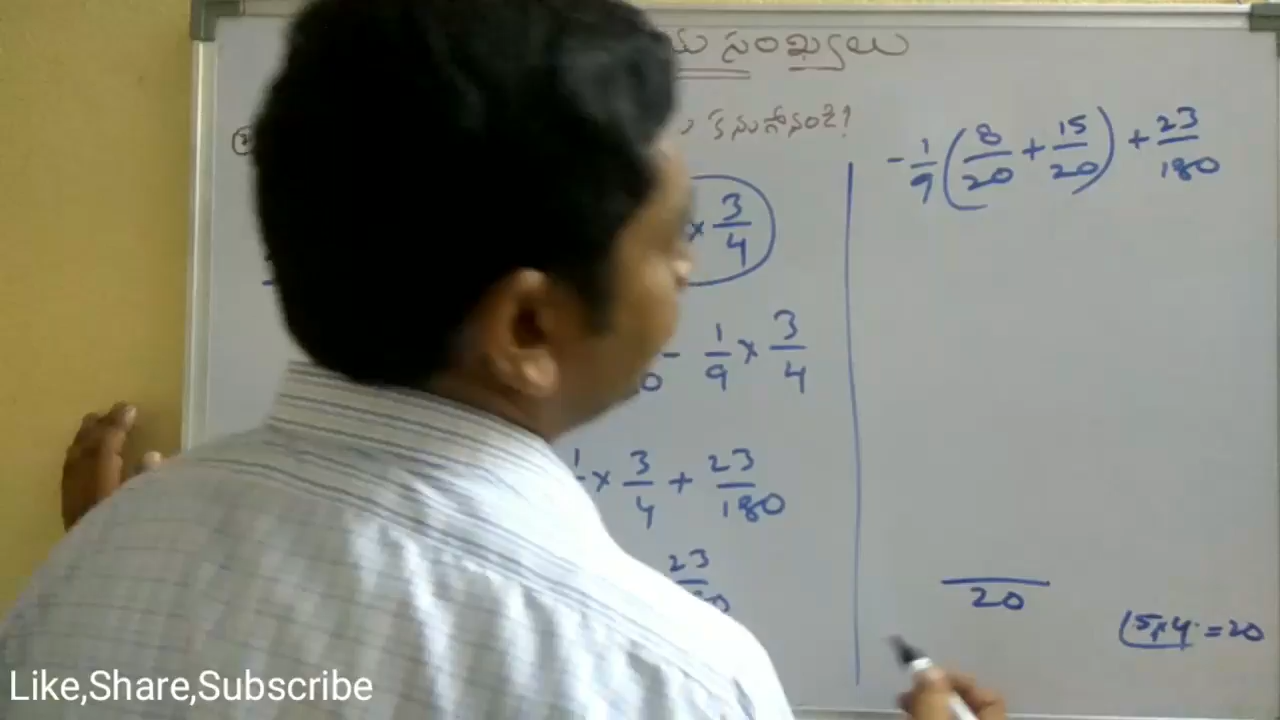 సంఖ్యలు
కనుగొనండి?
× 3/4
- 1/9 × 3/4
× 3/4 + 23/180
23
- 1/9 ( 8/20 + 15/20 ) + 23/180
20
(5×4 = 20
Like,Share,Subscribe